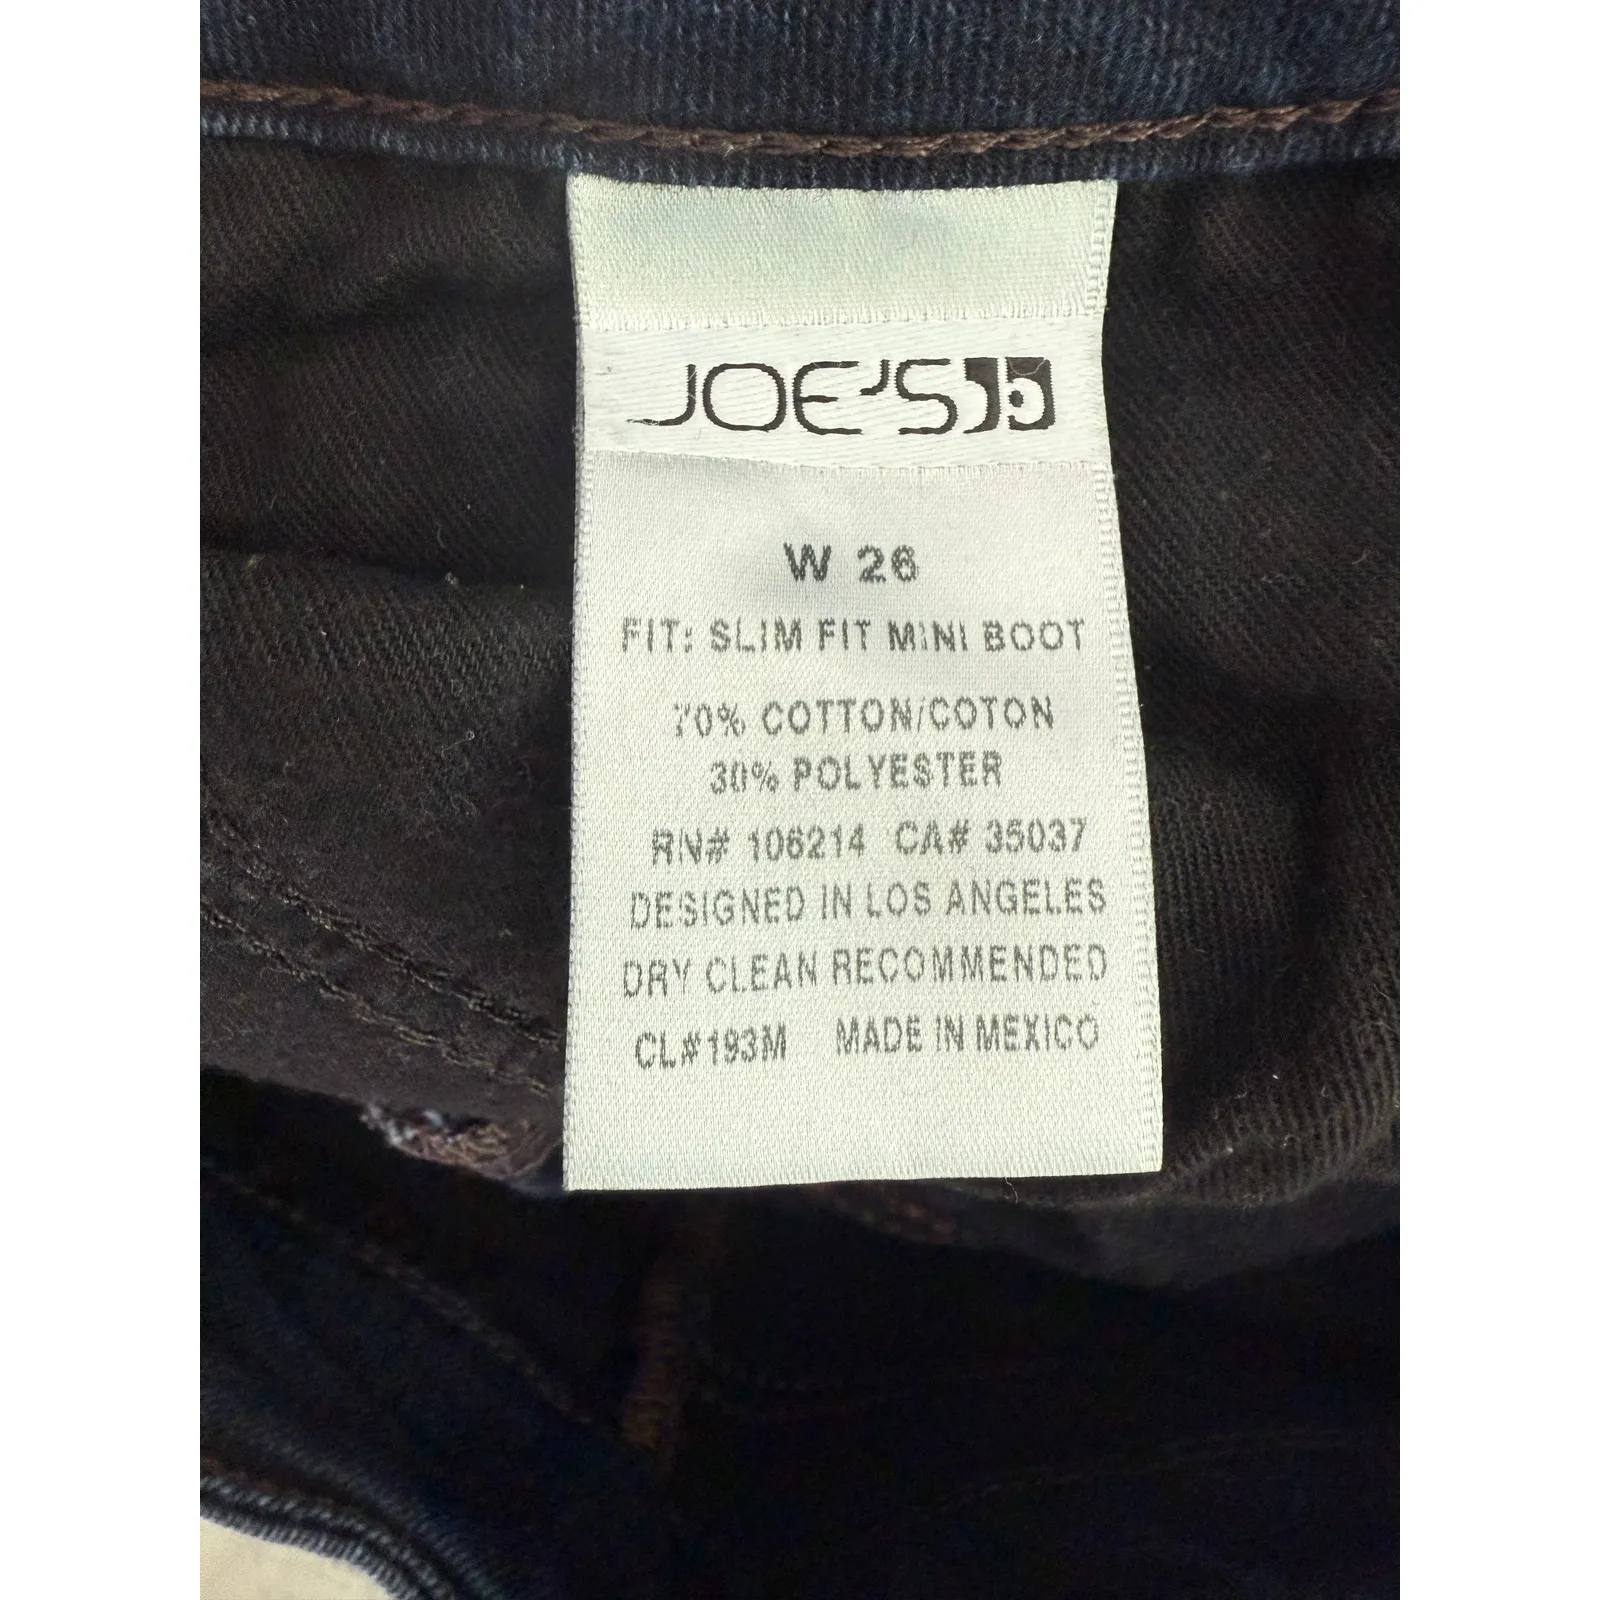 JOE'S
W 26
FIT: SLIM FIT MINI BOOT
70% COTTON/COTON
30% POLYESTER
RN# 106214 CA# 35037
DESIGNED IN LOS ANGELES
DRY CLEAN RECOMMENDED
CL#193M MADE IN MEXICO